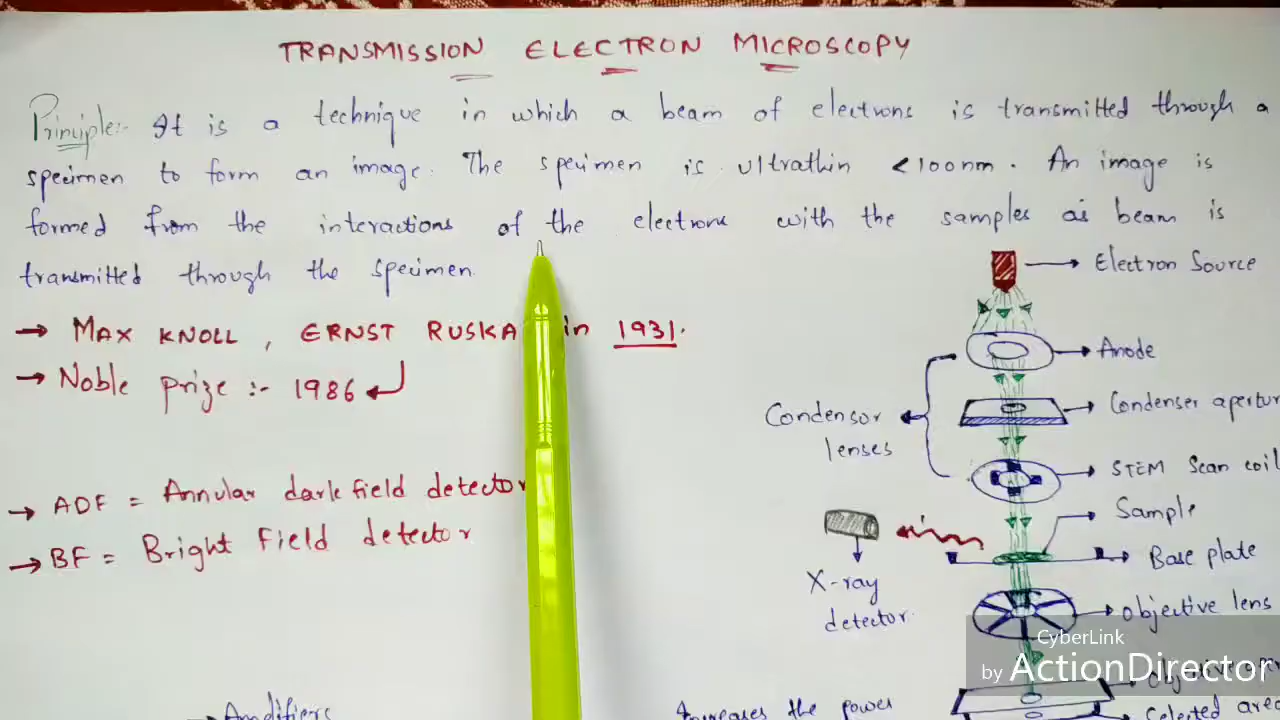 TRANSMISSION ELECTRON MICROSCOPY
Principle:- It is a technique in which a beam of electrons is transmitted through a
specimen to form an image. The specimen is ultrathin <100nm. An image is
formed from the interactions of the electrons with the samples as beam is
transmitted through the specimen.
→ MAX KNOLL, ERNST RUSKA in 1931.
→ Noble prize :- 1986
→ ADF = Annular dark field detector
→ BF = Bright Field detector
Electron Source
Anode
Condenser apertur
Condensor
lenses
STEM Scan coil
Sample
Base plate
X-ray
detector
Objective lens
CyberLink
by ActionDirector
Objective
Selected area
Increases the power